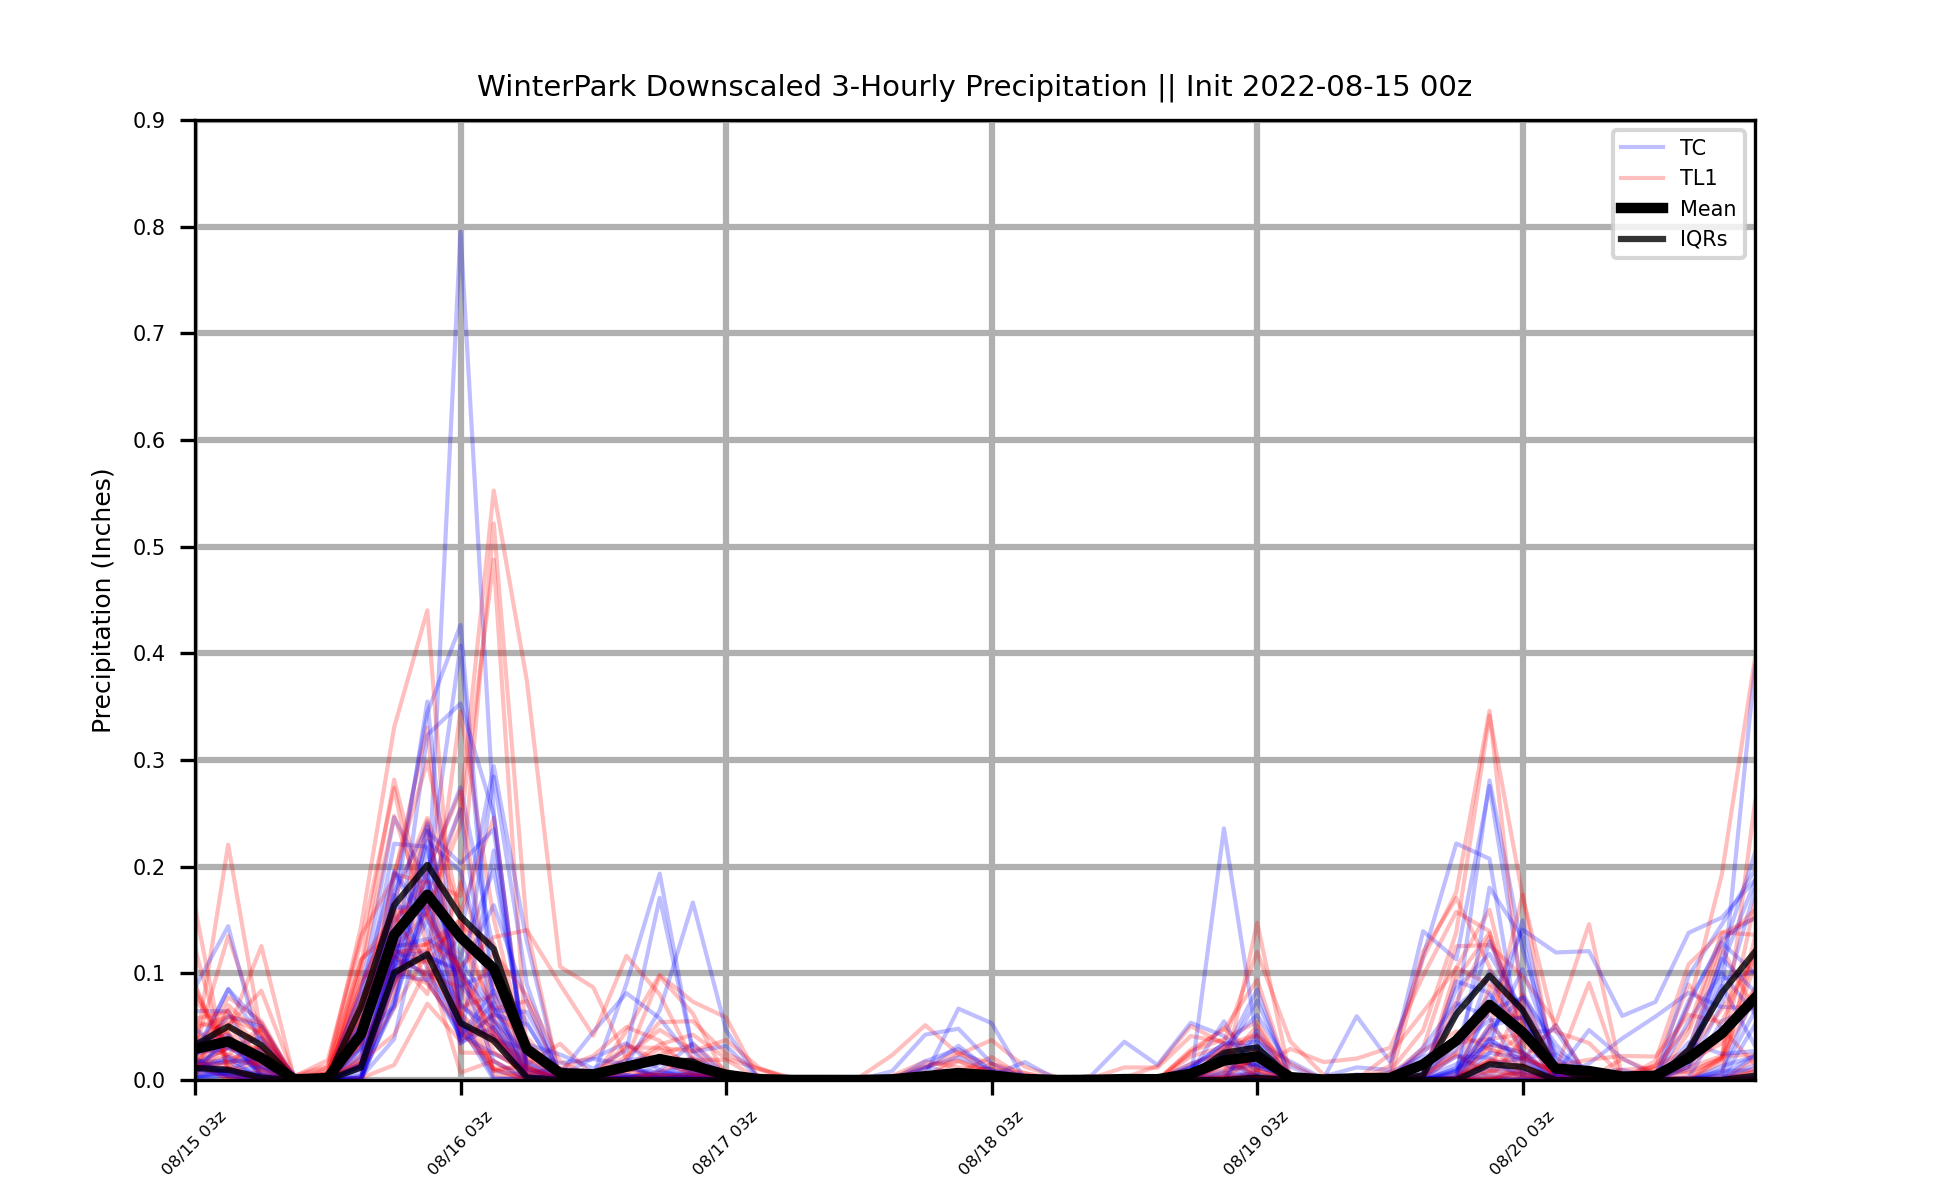 WinterPark Downscaled 3-Hourly Precipitation || Init 2022-08-15 00z
Precipitation (Inches)
0.9
0.8
0.7
0.6
0.5
0.4
0.3
0.2
0.1
0.0
TC
TL1
Mean
IQRs
08/15 03z
08/16 03z
08/17 03z
08/18 03z
08/19 03z
08/20 03z